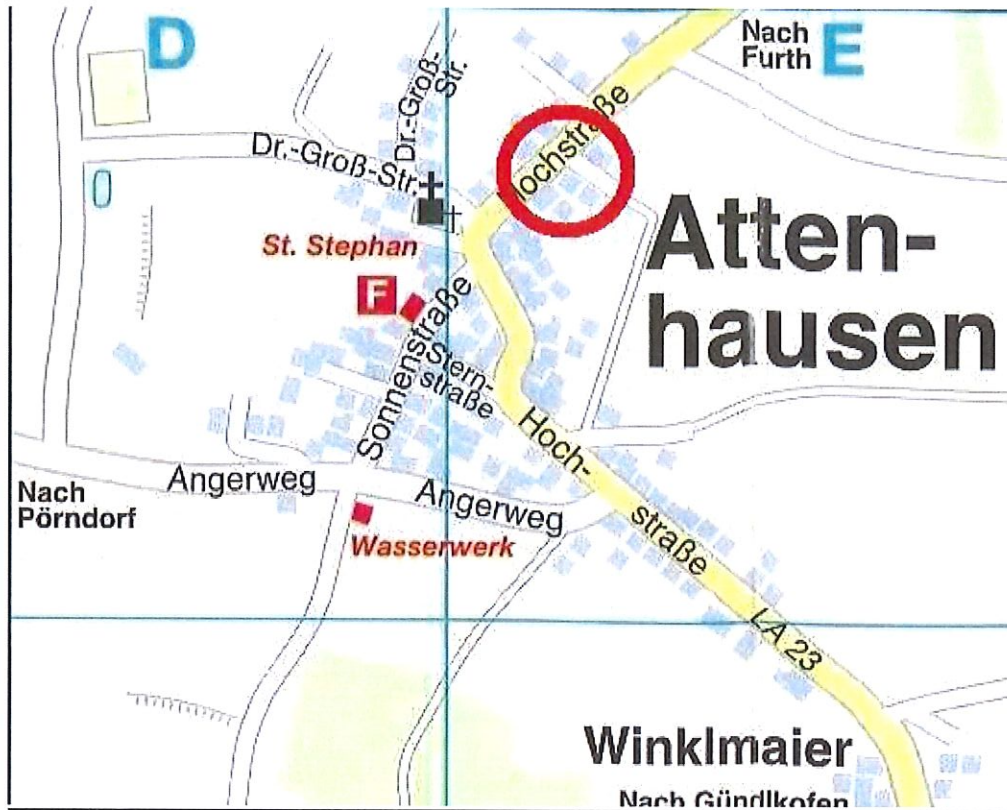 D
Nach
Furth
E
Dr.-Groß-
Str.
Dr.-Groß-Str.
Hochstraße
St. Stephan
F
Atten-
hausen
Sonnenstraße
Stern-
straße
Hoch-
straße
Angerweg
Angerweg
Nach
Pörndorf
Wasserwerk
LA 23
Winklmaier
Nach Gündlkofen